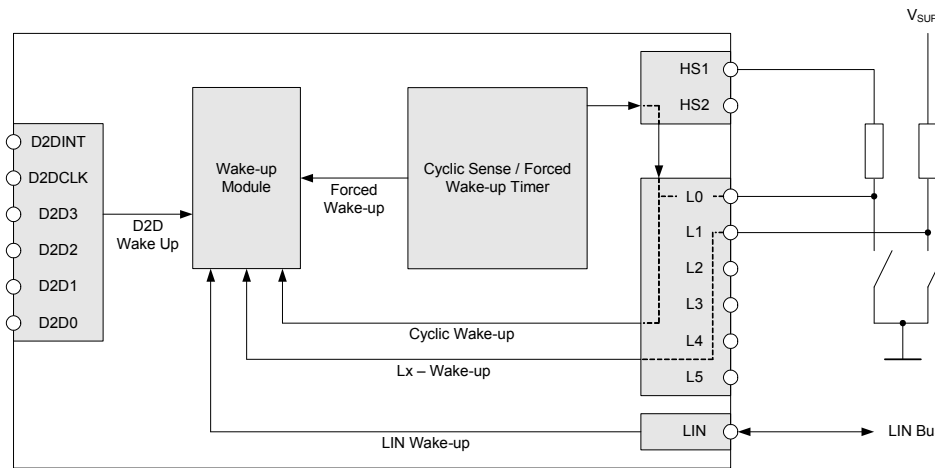 V
HS1
HS2
D2DINT
D2DCLK
D2D3
D2D2
D2D1
D2D0
D2D
Wake Up
Wake-up
Module
Forced
Wake-up
Cyclic Sense / Forced
Wake-up Timer
L0
L1
L2
L3
L4
L5
Cyclic Wake-up
Lx – Wake-up
LIN Wake-up
LIN
LIN